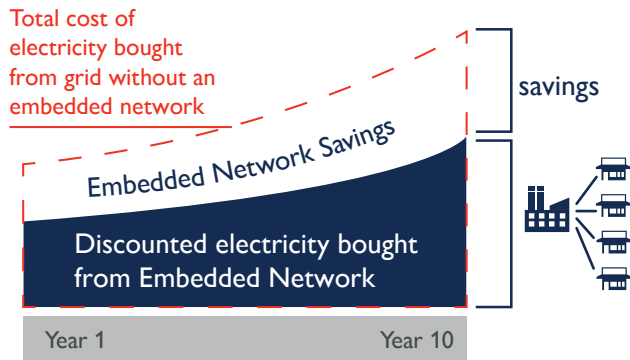 Total cost of
electricity bought
from grid without an
embedded network
savings
Embedded Network Savings
Discounted electricity bought
from Embedded Network
Year 1
Year 10